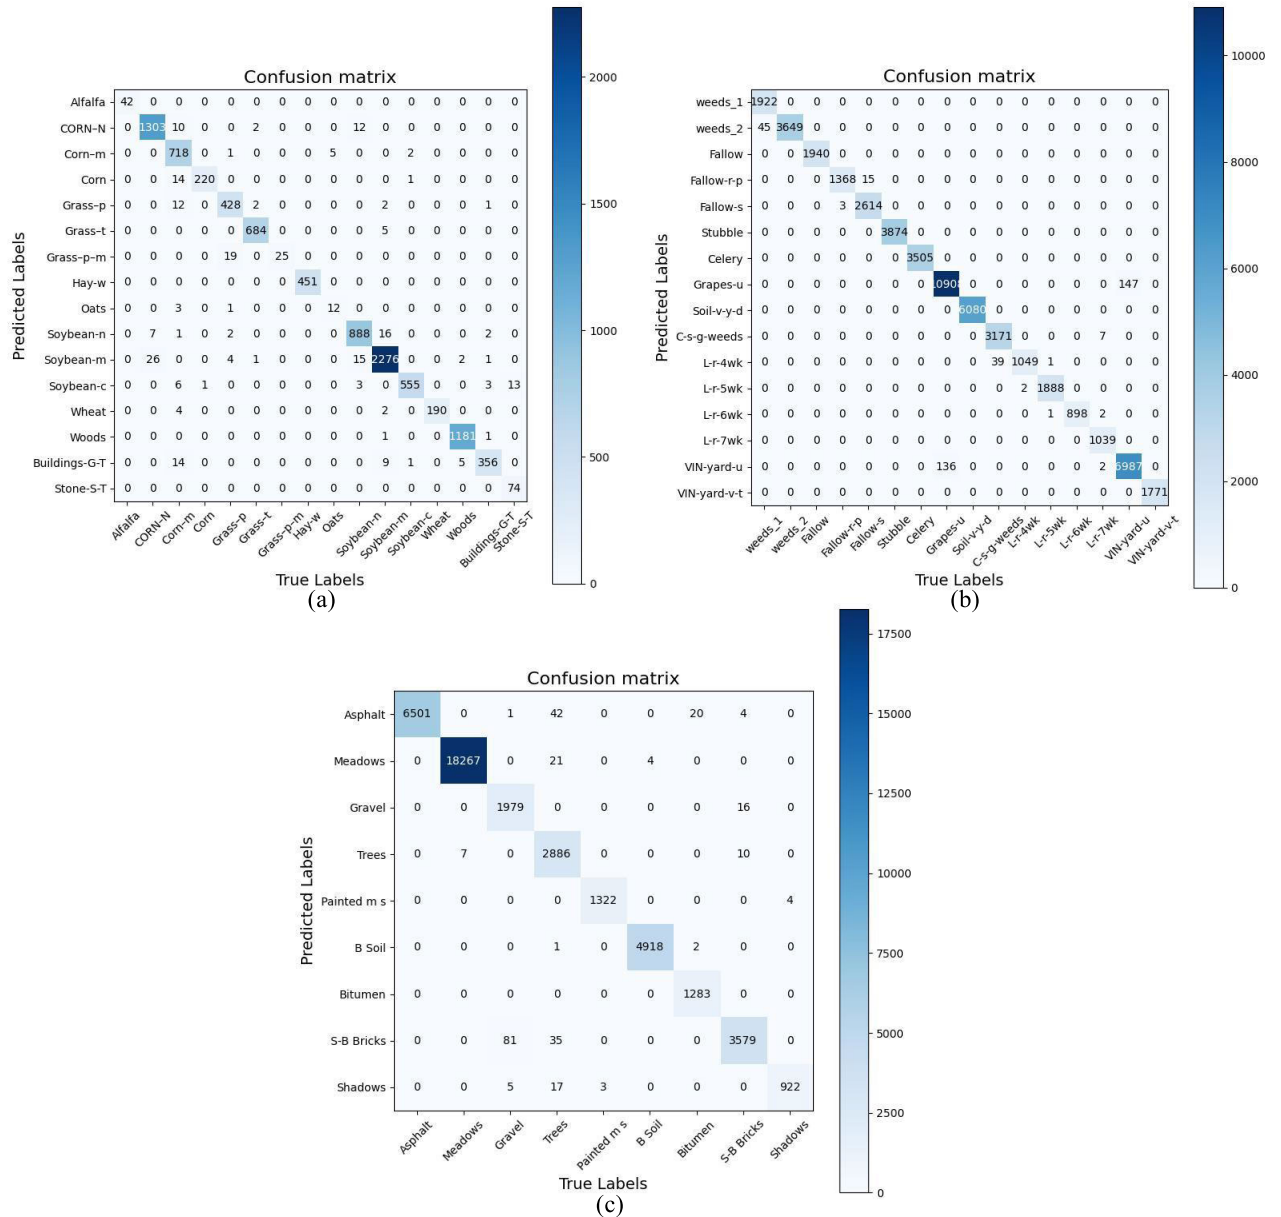 Confusion matrix
Alfalfa 42 0 0 0 0 0 0 0 0 0 0 0 0 0 0 0
CORN–N 0 1303 10 0 0 2 0 0 0 12 0 0 0 0 0 0
Corn–m 0 0 718 0 1 0 0 0 5 0 0 2 0 0 0 0
Corn 0 0 14 220 0 0 0 0 0 0 0 1 0 0 0 0
Grass–p 0 0 12 0 428 2 0 0 0 2 0 0 0 0 1 0
Grass–t 0 0 0 0 0 684 0 0 0 0 5 0 0 0 0 0
Grass–p–m 0 0 0 0 19 0 25 0 0 0 0 0 0 0 0 0
Hay-w 0 0 0 0 0 0 0 451 0 0 0 0 0 0 0 0
Oats 0 0 3 0 1 0 0 0 12 0 0 0 0 0 0 0
Soybean-n 0 7 1 0 2 0 0 0 0 888 16 0 0 0 2 0
Soybean-m 0 26 0 0 4 1 0 0 0 15 2276 0 0 2 1 0
Soybean-c 0 0 6 1 0 0 0 0 0 3 0 555 0 0 3 13
Wheat 0 0 4 0 0 0 0 0 0 0 2 0 190 0 0 0
Woods 0 0 0 0 0 0 0 0 0 0 1 0 0 1181 1 0
Buildings-G-T 0 0 14 0 0 0 0 0 0 0 9 1 0 5 356 0
Stone-S-T 0 0 0 0 0 0 0 0 0 0 0 0 0 0 0 74
Alfalfa CORN–N Corn–m Corn Grass–p Grass–t Grass–p–m Hay-w Oats Soybean-n Soybean-m Soybean-c Wheat Woods Buildings-G-T Stone-S-T
Predicted Labels
True Labels
2000
1500
1000
500
0
(a)
Confusion matrix
weeds_1 1922 0 0 0 0 0 0 0 0 0 0 0 0 0 0 0
weeds_2 45 3649 0 0 0 0 0 0 0 0 0 0 0 0 0 0
Fallow 0 0 1940 0 0 0 0 0 0 0 0 0 0 0 0 0
Fallow-r-p 0 0 0 1368 15 0 0 0 0 0 0 0 0 0 0 0
Fallow-s 0 0 0 3 2614 0 0 0 0 0 0 0 0 0 0 0
Stubble 0 0 0 0 0 3874 0 0 0 0 0 0 0 0 0 0
Celery 0 0 0 0 0 0 3505 0 0 0 0 0 0 0 0 0
Grapes-u 0 0 0 0 0 0 0 10908 0 0 0 0 0 0 147 0
Soil-v-y-d 0 0 0 0 0 0 0 0 6080 0 0 0 0 0 0 0
C-s-g-weeds 0 0 0 0 0 0 0 0 0 3171 0 0 0 7 0 0
L-r-4wk 0 0 0 0 0 0 0 0 0 39 1049 1 0 0 0 0
L-r-5wk 0 0 0 0 0 0 0 0 0 0 2 1888 0 0 0 0
L-r-6wk 0 0 0 0 0 0 0 0 0 0 0 1 898 2 0 0
L-r-7wk 0 0 0 0 0 0 0 0 0 0 0 0 0 1039 0 0
VIN-yard-u 0 0 0 0 0 0 0 136 0 0 0 0 0 2 6987 0
VIN-yard-v-t 0 0 0 0 0 0 0 0 0 0 0 0 0 0 0 1771
weeds_1 weeds_2 Fallow Fallow-r-p Fallow-s Stubble Celery Grapes-u Soil-v-y-d C-s-g-weeds L-r-4wk L-r-5wk L-r-6wk L-r-7wk VIN-yard-u VIN-yard-v-t
Predicted Labels
True Labels
10000
8000
6000
4000
2000
0
(b)
Confusion matrix
Asphalt 6501 0 1 42 0 0 20 4 0
Meadows 0 18267 0 21 0 4 0 0 0
Gravel 0 0 1979 0 0 0 0 16 0
Trees 0 7 0 2886 0 0 0 10 0
Painted m s 0 0 0 0 1322 0 0 0 4
B Soil 0 0 0 1 0 4918 2 0 0
Bitumen 0 0 0 0 0 0 1283 0 0
S-B Bricks 0 0 81 35 0 0 0 3579 0
Shadows 0 0 5 17 3 0 0 0 922
Asphalt Meadows Gravel Trees Painted m s B Soil Bitumen S-B Bricks Shadows
Predicted Labels
True Labels
17500
15000
12500
10000
7500
5000
2500
0
(c)